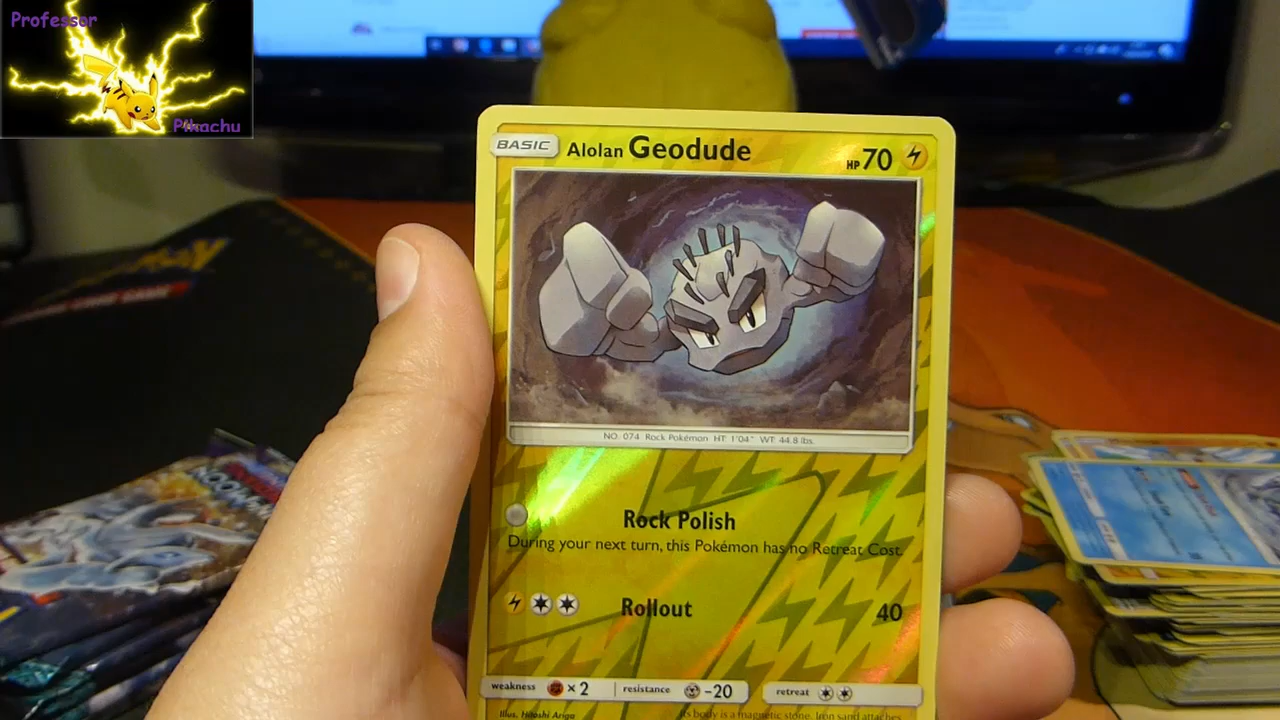 Professor
Pikachu
BASIC Alolan Geodude HP 70
NO. 074 Rock Pokémon HT: 1'04" WT: 44.8 lbs.
Rock Polish
During your next turn, this Pokémon has no Retreat Cost.
Rollout 40
weakness ×2 resistance -20 retreat
Illus. Hitoshi Ariga
Its body is a magnetic stone. Iron sand attaches